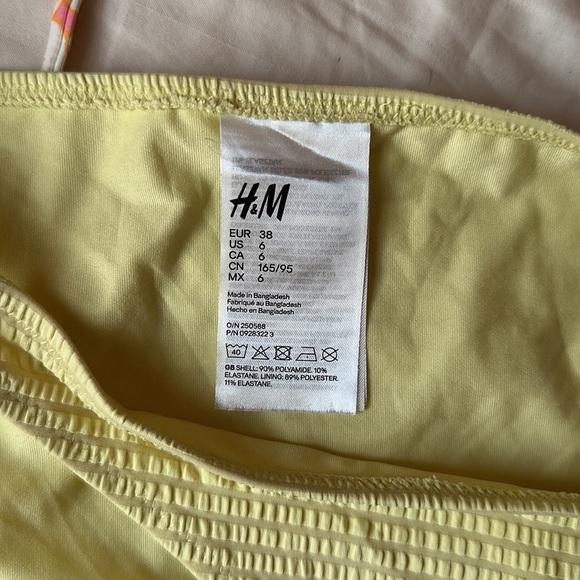 H&M
EUR 38
US 6
CA 6
CN 165/95
MX 6
Made in Bangladesh
Fabriqué au Bangladesh
Hecho en Bangladesh
O/N 250588
P/N 0928322 3
40
GB SHELL: 90% POLYAMIDE. 10%
ELASTANE. LINING: 89% POLYESTER.
11% ELASTANE.